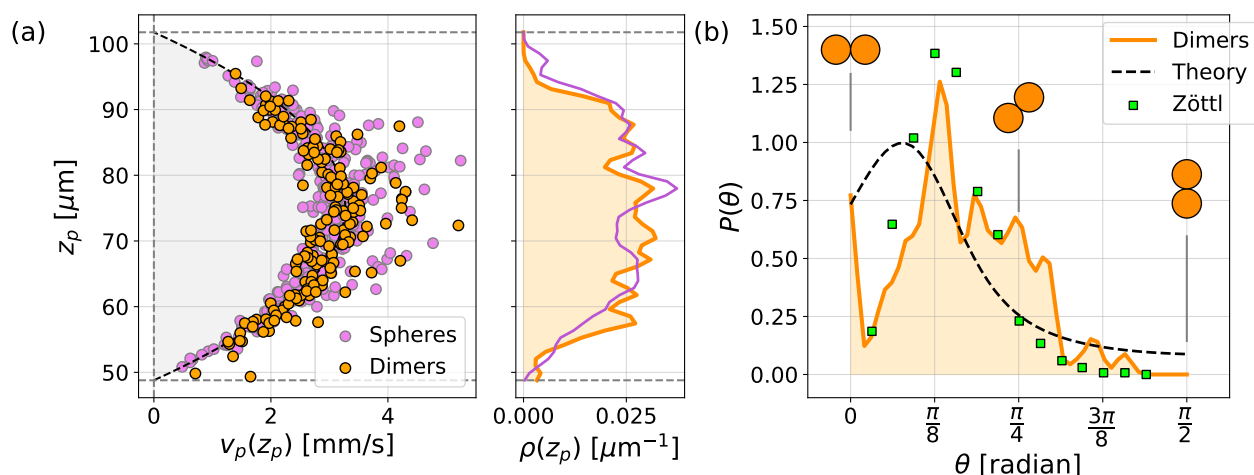 (a)
100
90
80
70
60
50
z_p [μm]
Spheres
Dimers
0
2
4
v_p(z_p) [mm/s]
0.000
0.025
ρ(z_p) [μm⁻¹]
(b)
1.50
1.25
1.00
0.75
0.50
0.25
0.00
P(θ)
Dimers
Theory
Zöttl
0
π/8
π/4
3π/8
π/2
θ [radian]